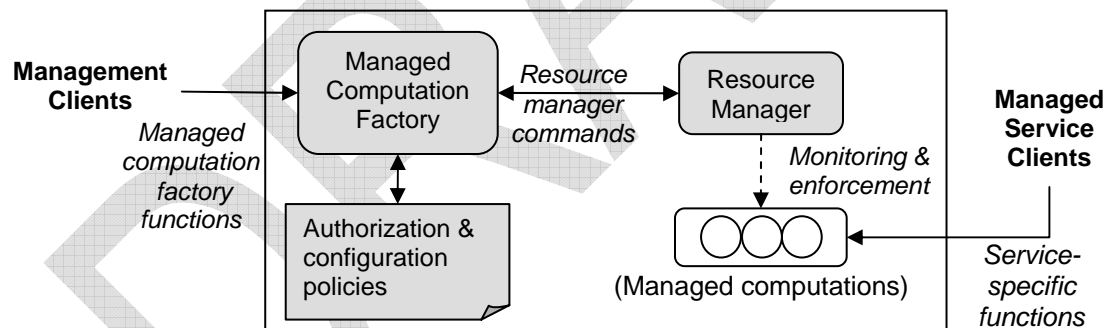 Management
Clients
Managed
computation
factory
functions
Managed
Computation
Factory
Authorization &
configuration
policies
Resource
manager
commands
Resource
Manager
Monitoring &
enforcement
(Managed computations)
Managed
Service
Clients
Service-
specific
functions